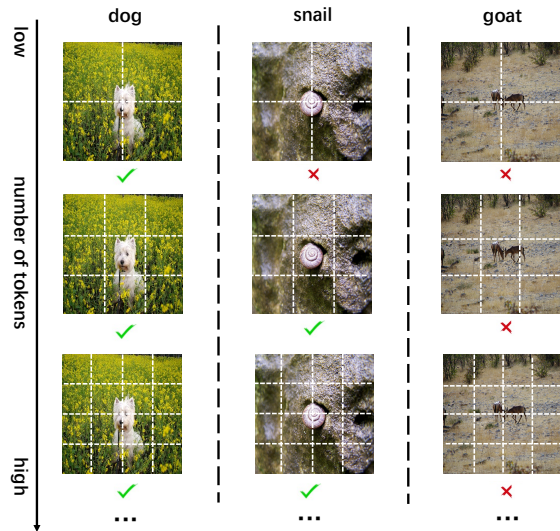 dog
snail
goat
low
number of tokens
high
...
...
...